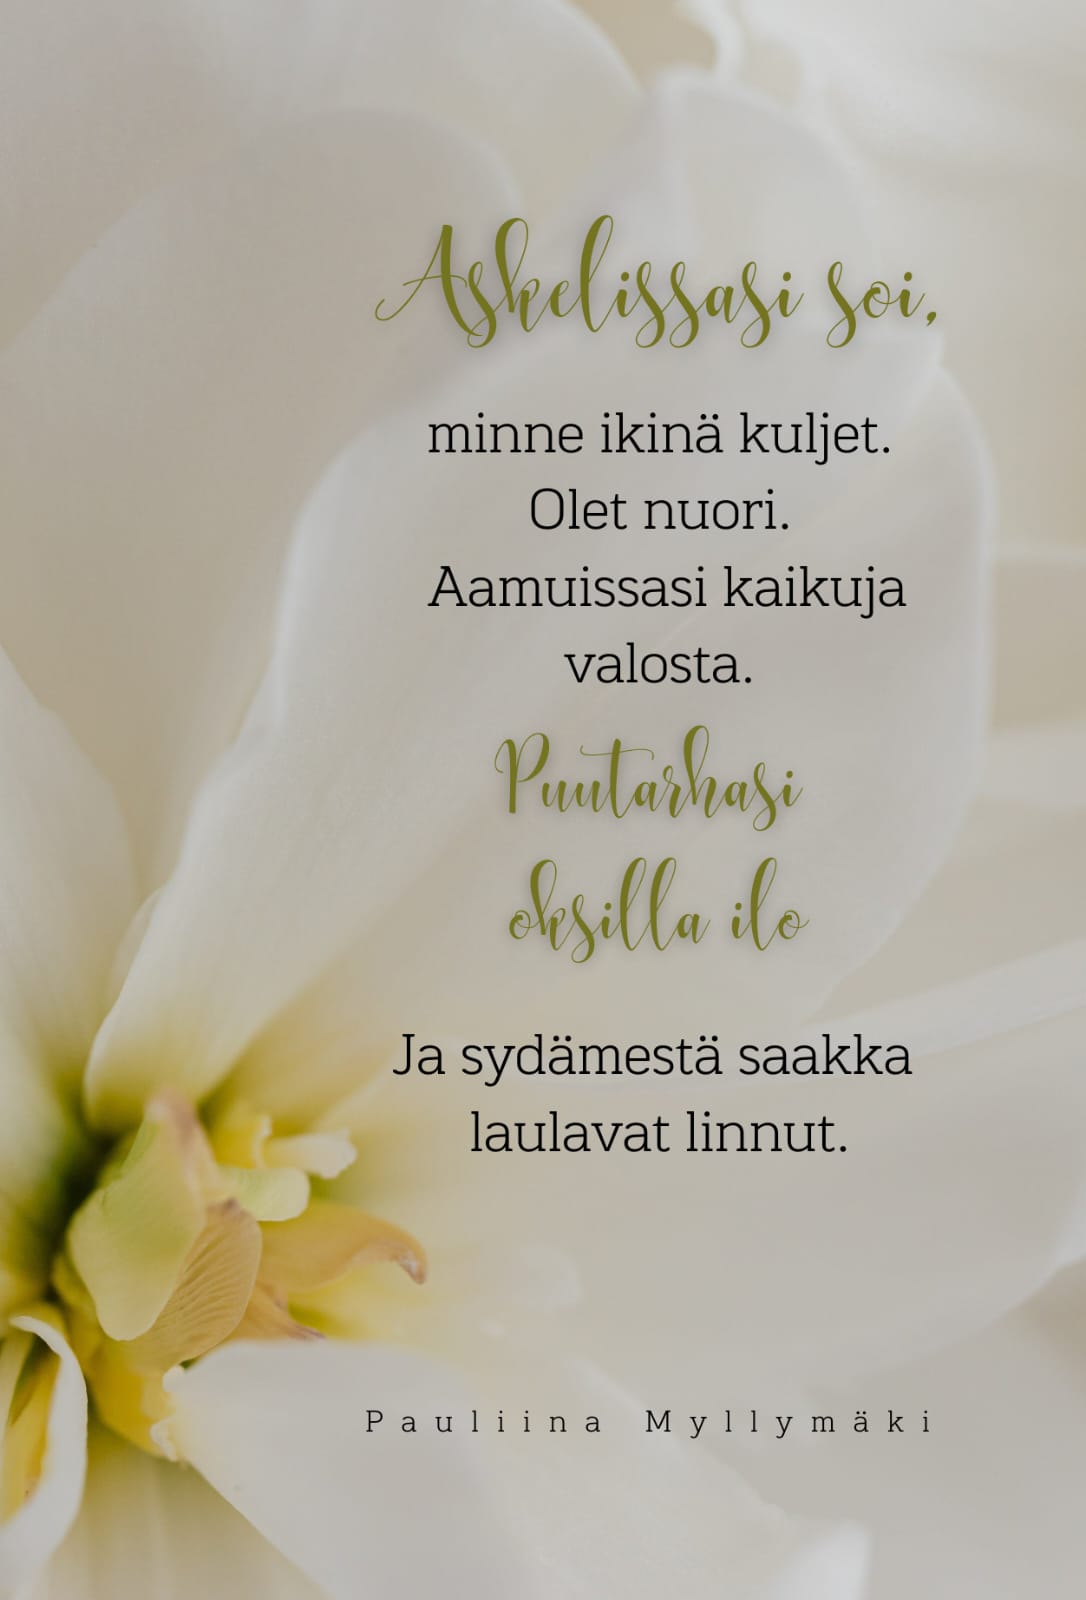 Askelissasi soi,
minne ikinä kuljet.
Olet nuori.
Aamuissasi kaikuja
valosta.
Puutarhasi
oksilla ilo
Ja sydämestä saakka
laulavat linnut.
Pauliina Myllymäki